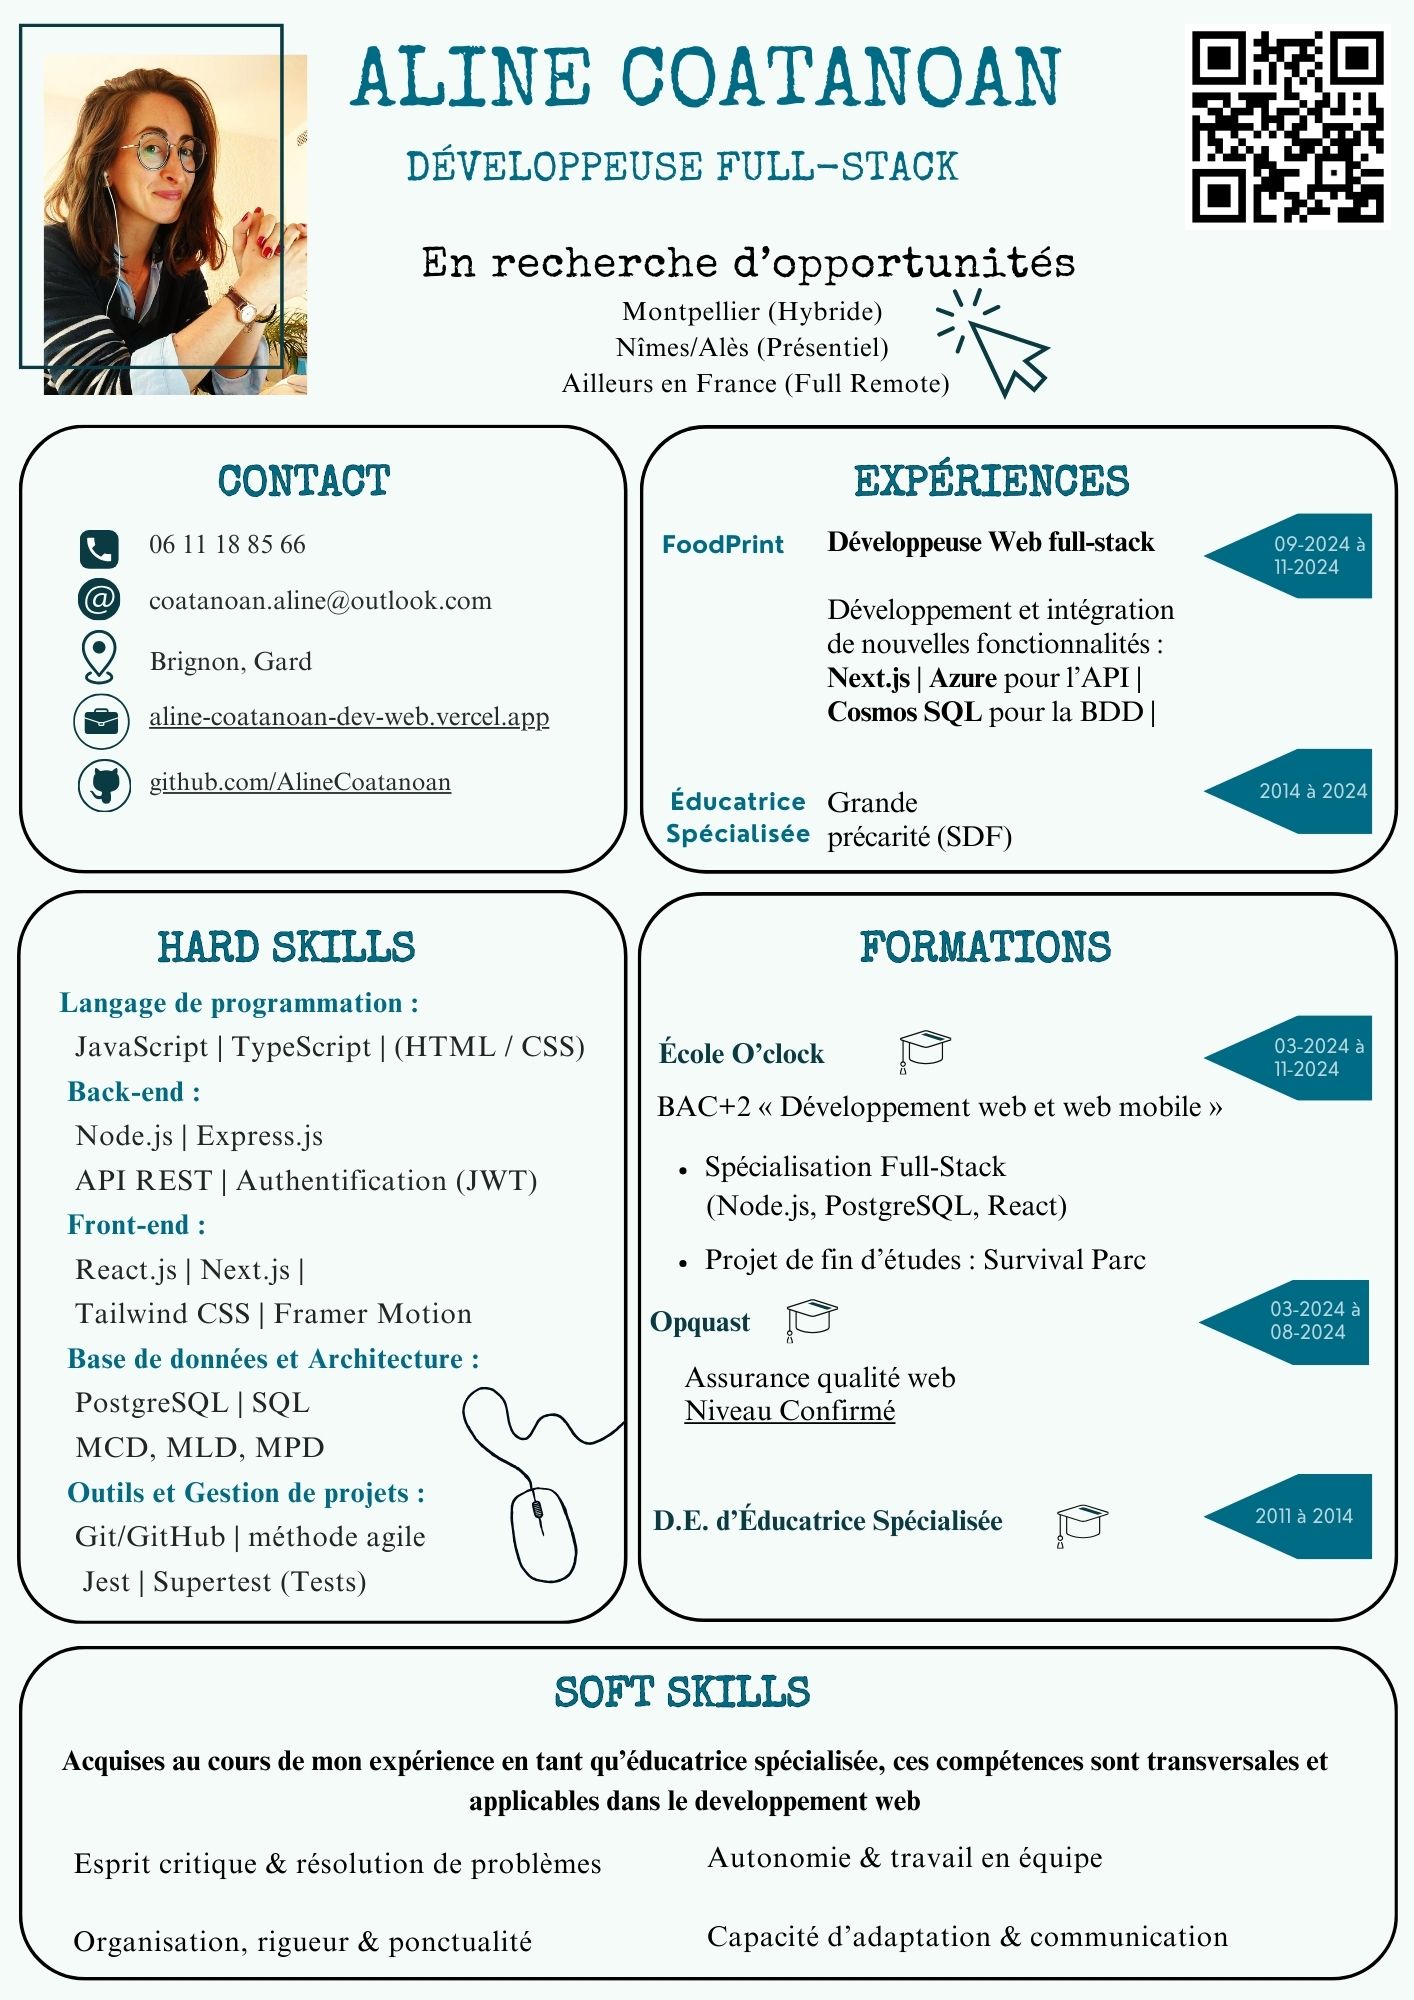 ALINE COATANOAN
DÉVELOPPEUSE FULL-STACK
En recherche d'opportunités
Montpellier (Hybride)
Nîmes/Alès (Présentiel)
Ailleurs en France (Full Remote)
CONTACT
06 11 18 85 66
coatanoan.aline@outlook.com
Brignon, Gard
aline-coatanoan-dev-web.vercel.app
github.com/AlineCoatanoan
EXPÉRIENCES
FoodPrint
Développeuse Web full-stack
09-2024 à
11-2024
Développement et intégration
de nouvelles fonctionnalités :
Next.js | Azure pour l'API |
Cosmos SQL pour la BDD |
Éducatrice
Spécialisée
Grande
précarité (SDF)
2014 à 2024
HARD SKILLS
Langage de programmation :
JavaScript | TypeScript | (HTML / CSS)
Back-end :
Node.js | Express.js
API REST | Authentification (JWT)
Front-end :
React.js | Next.js |
Tailwind CSS | Framer Motion
Base de données et Architecture :
PostgreSQL | SQL
MCD, MLD, MPD
Outils et Gestion de projets :
Git/GitHub | méthode agile
Jest | Supertest (Tests)
FORMATIONS
École O'clock
03-2024 à
11-2024
BAC+2 « Développement web et web mobile »
• Spécialisation Full-Stack
(Node.js, PostgreSQL, React)
• Projet de fin d'études : Survival Parc
Opquast
03-2024 à
08-2024
Assurance qualité web
Niveau Confirmé
D.E. d'Éducatrice Spécialisée
2011 à 2014
SOFT SKILLS
Acquises au cours de mon expérience en tant qu'éducatrice spécialisée, ces compétences sont transversales et
applicables dans le developpement web
Esprit critique & résolution de problèmes
Autonomie & travail en équipe
Organisation, rigueur & ponctualité
Capacité d'adaptation & communication